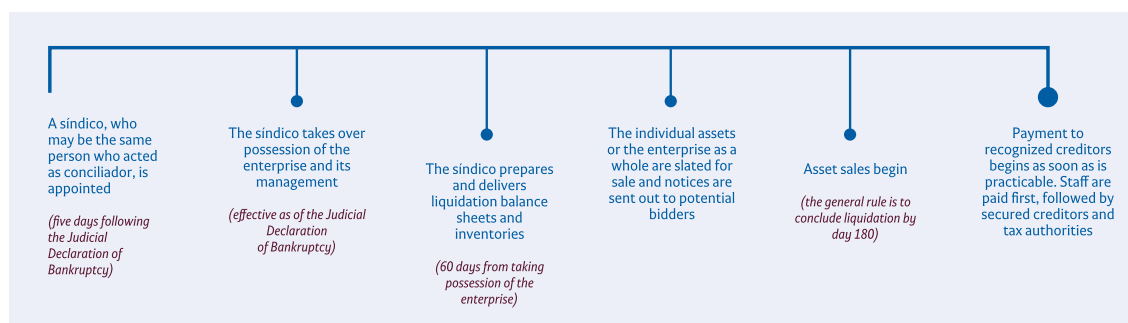 A síndico, who
may be the same
person who acted
as conciliador, is
appointed
(five days following
the Judicial
Declaration of
Bankruptcy)
The síndico takes over
possession of the
enterprise and its
management
(effective as of the Judicial
Declaration
of Bankruptcy)
The síndico prepares
and delivers
liquidation balance
sheets and
inventories
(60 days from taking
possession of the
enterprise)
The individual assets
or the enterprise as a
whole are slated for
sale and notices are
sent out to potential
bidders
Asset sales begin
(the general rule is to
conclude liquidation by
day 180)
Payment to
recognized creditors
begins as soon as is
practicable. Staff are
paid first, followed by
secured creditors and
tax authorities